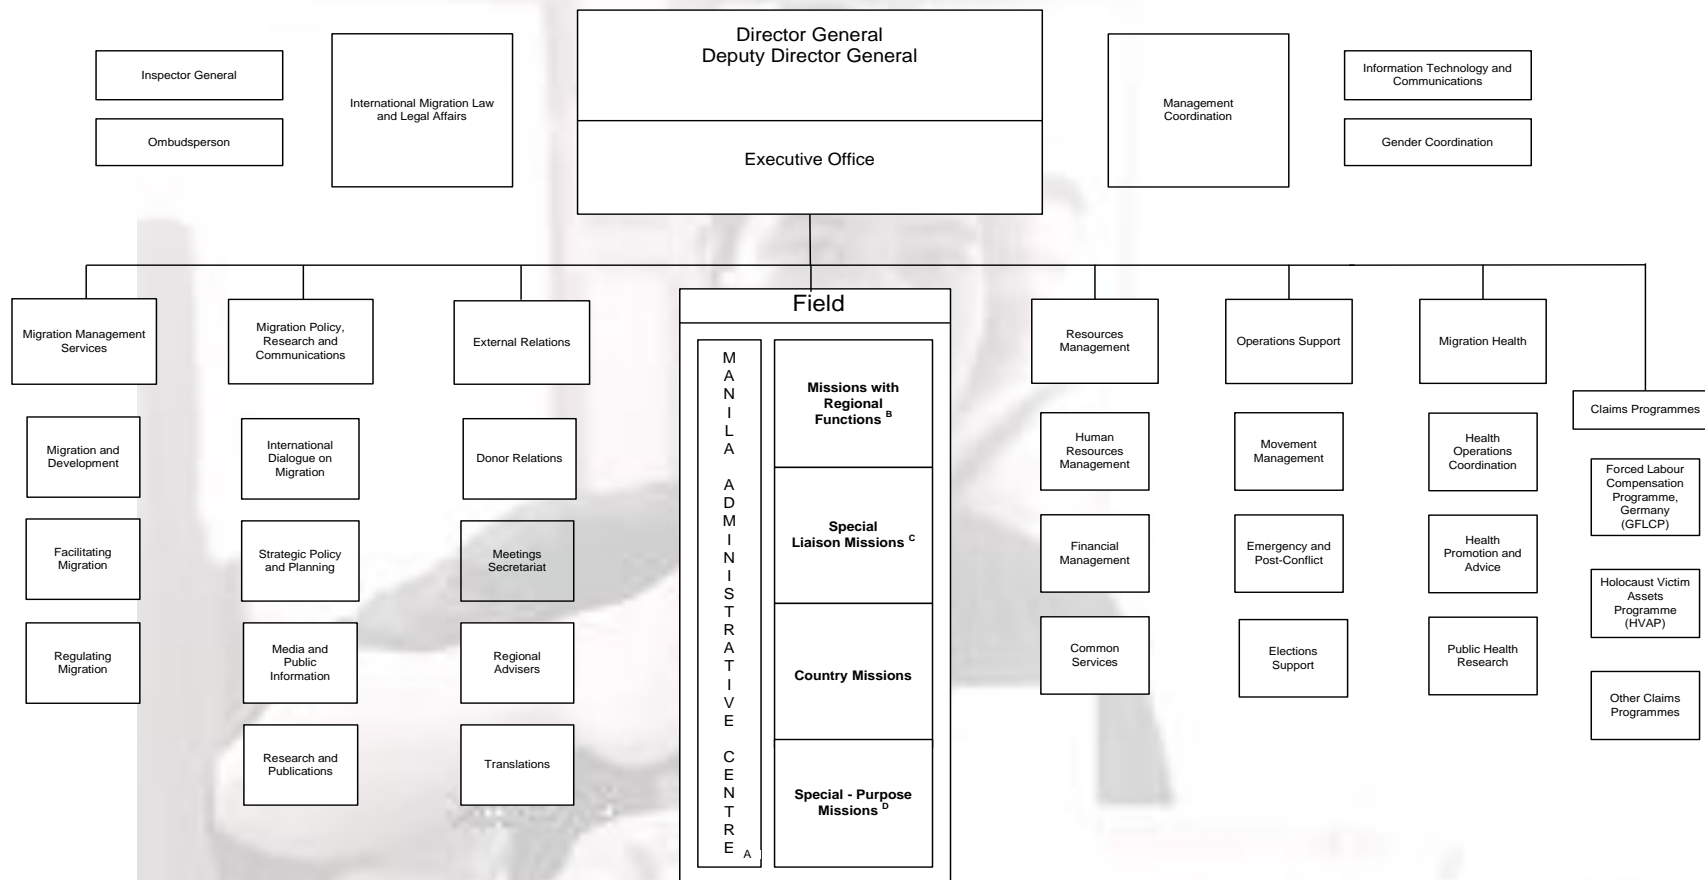 Director General
Deputy Director General
Executive Office
Inspector General
Ombudsperson
International Migration Law
and Legal Affairs
Management
Coordination
Information Technology and
Communications
Gender Coordination
Migration Management
Services
Migration and
Development
Facilitating
Migration
Regulating
Migration
Migration Policy,
Research and
Communications
International
Dialogue on
Migration
Strategic Policy
and Planning
Media and
Public
Information
Research and
Publications
External Relations
Donor Relations
Meetings
Secretariat
Regional
Advisers
Translations
Field
MANILA ADMINISTRATIVE CENTRE A
Missions with
Regional
Functions B
Special
Liaison Missions C
Country Missions
Special - Purpose
Missions D
Resources
Management
Human
Resources
Management
Financial
Management
Common
Services
Operations Support
Movement
Management
Emergency and
Post-Conflict
Elections
Support
Migration Health
Health
Operations
Coordination
Health
Promotion and
Advice
Public Health
Research
Claims Programmes
Forced Labour
Compensation
Programme,
Germany
(GFLCP)
Holocaust Victim
Assets
Programme
(HVAP)
Other Claims
Programmes